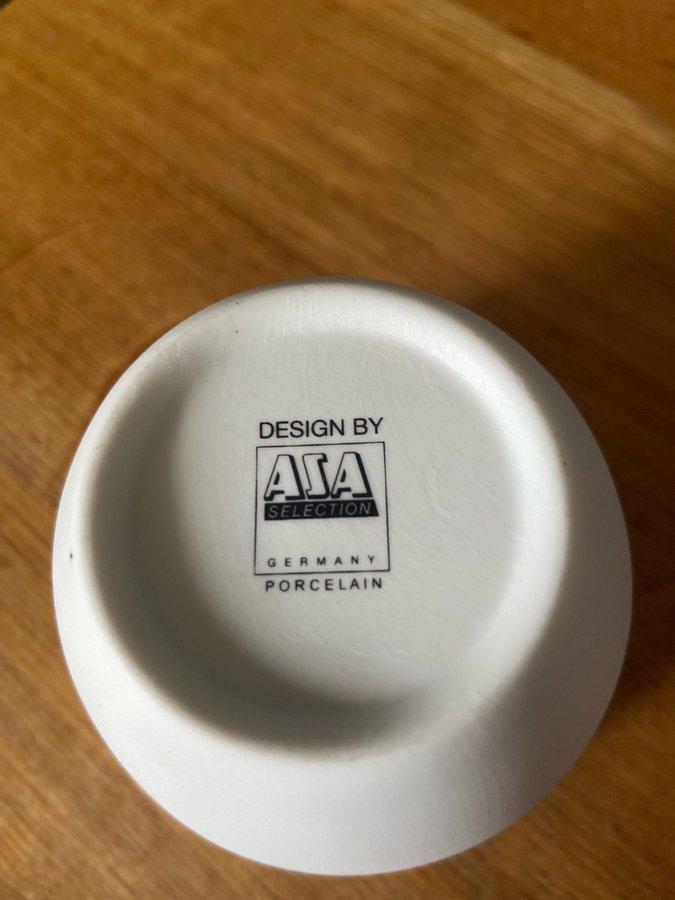 DESIGN BY
ASA
SELECTION
GERMANY
PORCELAIN